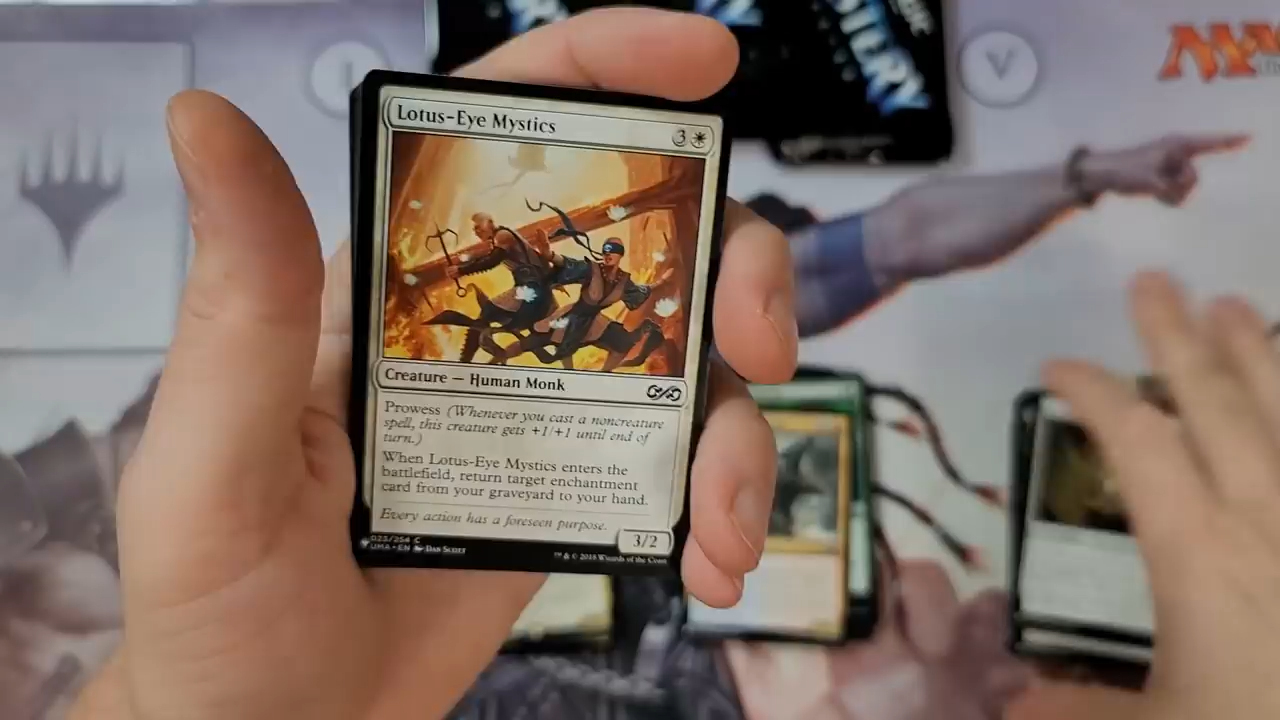 V
Lotus-Eye Mystics
3
Creature — Human Monk
Prowess (Whenever you cast a noncreature
spell, this creature gets +1/+1 until end of
turn.)
When Lotus-Eye Mystics enters the
battlefield, return target enchantment
card from your graveyard to your hand.
Every action has a foreseen purpose.
3/2
023/254 C
UMA • EN DAN SCOTT
™ & © 2018 Wizards of the Coast